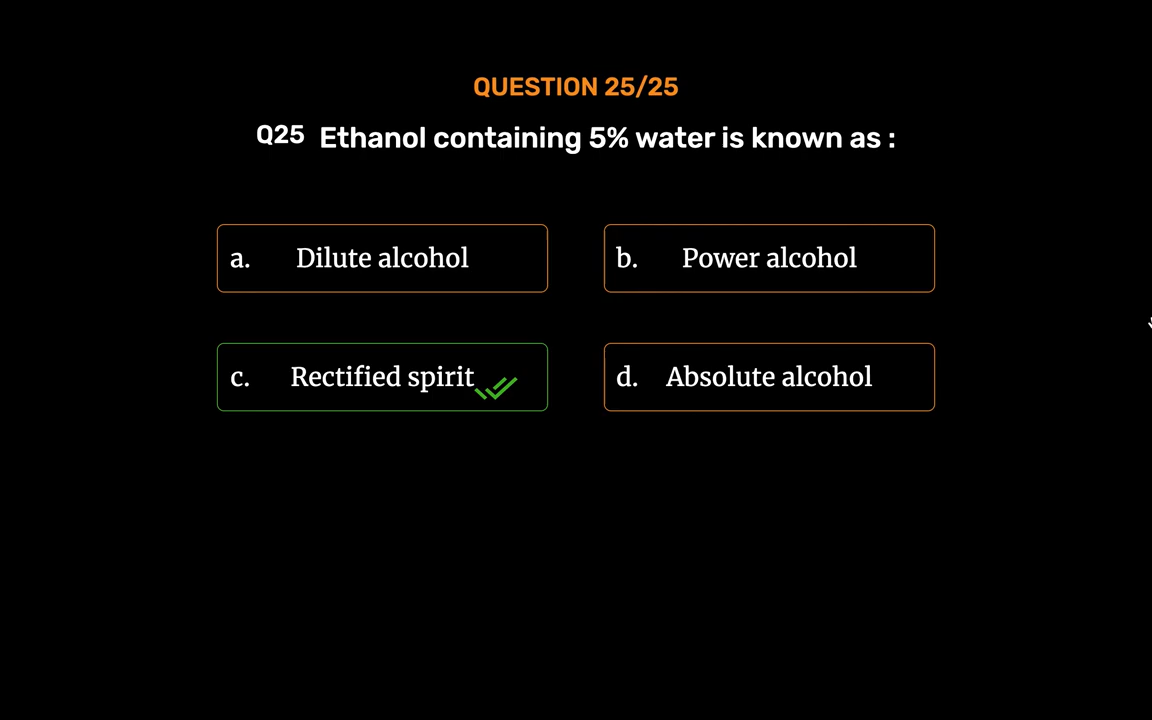 QUESTION 25/25
Q25 Ethanol containing 5% water is known as :
a. Dilute alcohol
b. Power alcohol
c. Rectified spirit
d. Absolute alcohol